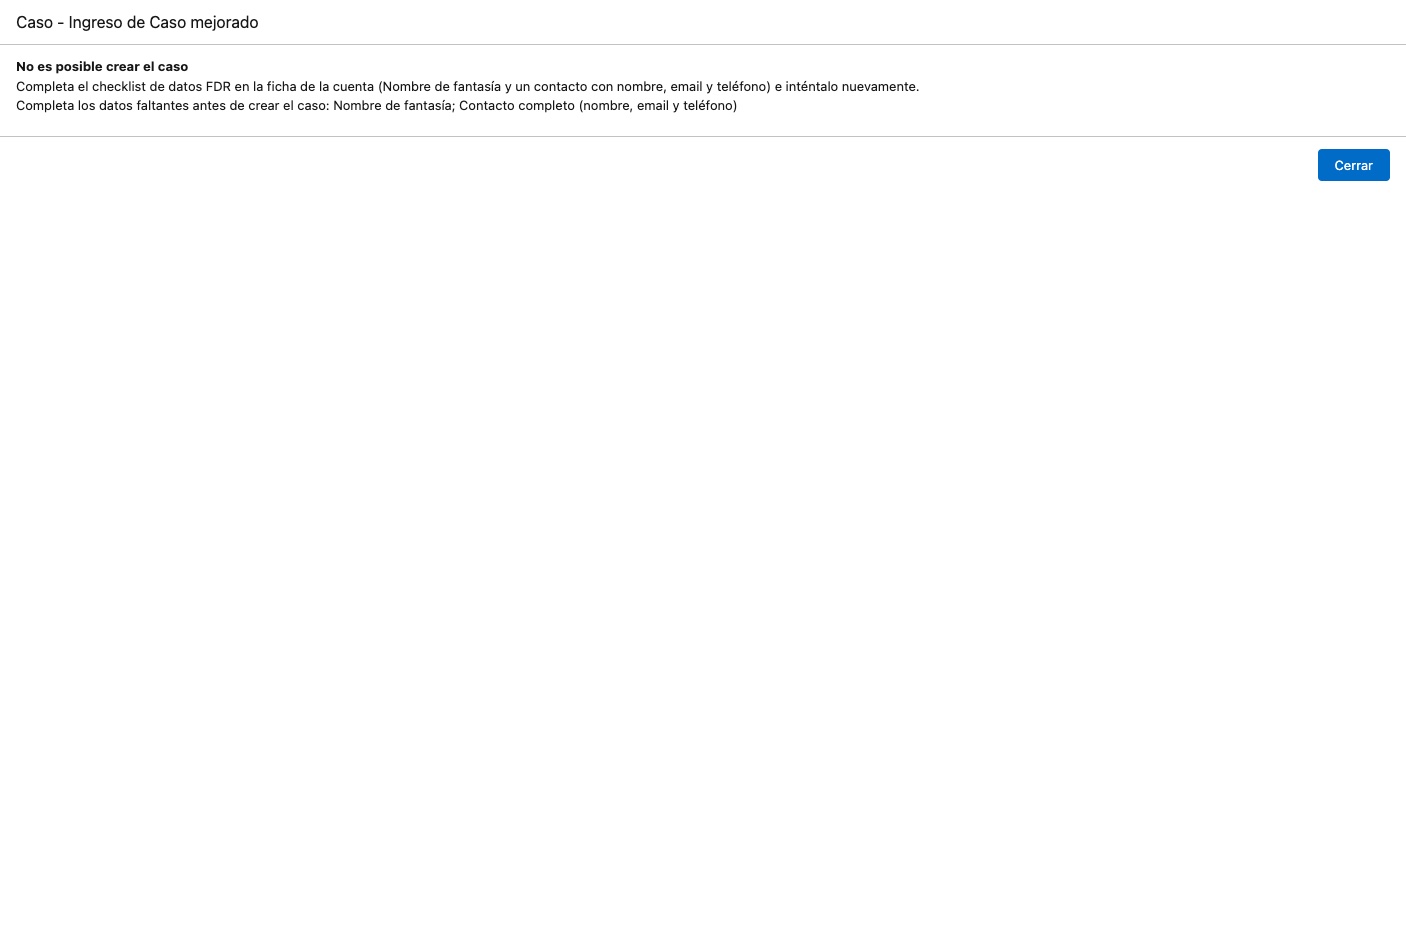 Caso - Ingreso de Caso mejorado
No es posible crear el caso
Completa el checklist de datos FDR en la ficha de la cuenta (Nombre de fantasía y un contacto con nombre, email y teléfono) e inténtalo nuevamente.
Completa los datos faltantes antes de crear el caso: Nombre de fantasía; Contacto completo (nombre, email y teléfono)
Cerrar